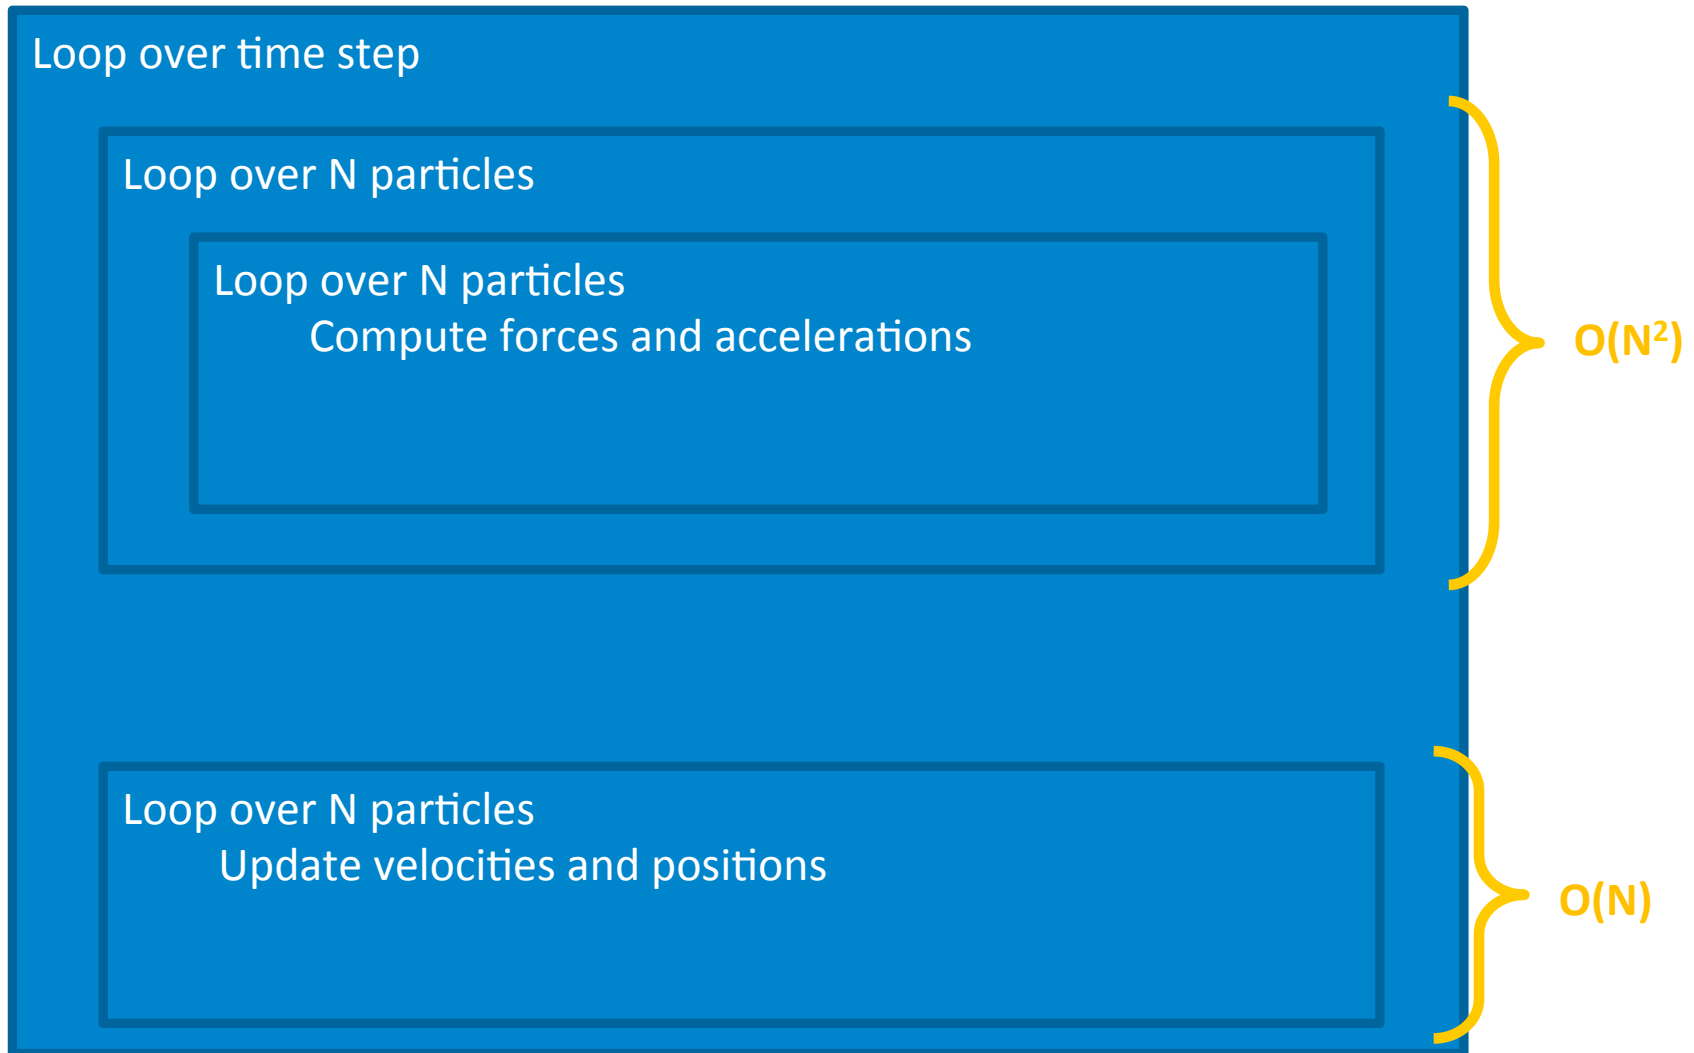 Loop over time step
Loop over N particles
Loop over N particles
Compute forces and accelerations
O(N²)
Loop over N particles
Update velocities and positions
O(N)